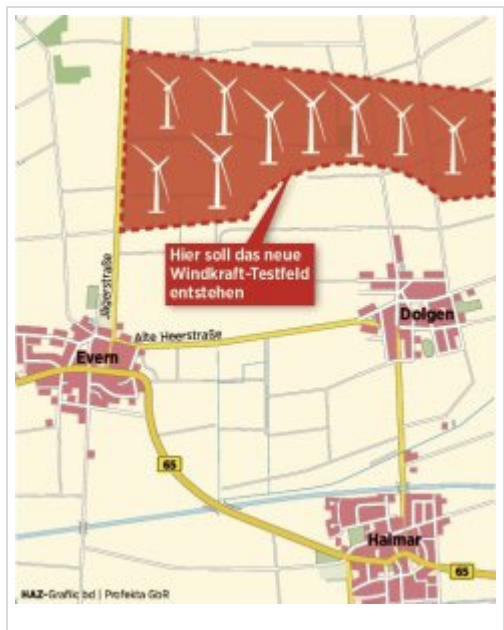 Hier soll das neue
Windkraft-Testfeld
entstehen
Jägerstraße
Dolgen
Alte Heerstraße
Evern
65
Haimar
65
HAZ-Grafic bd | Profekta GbR